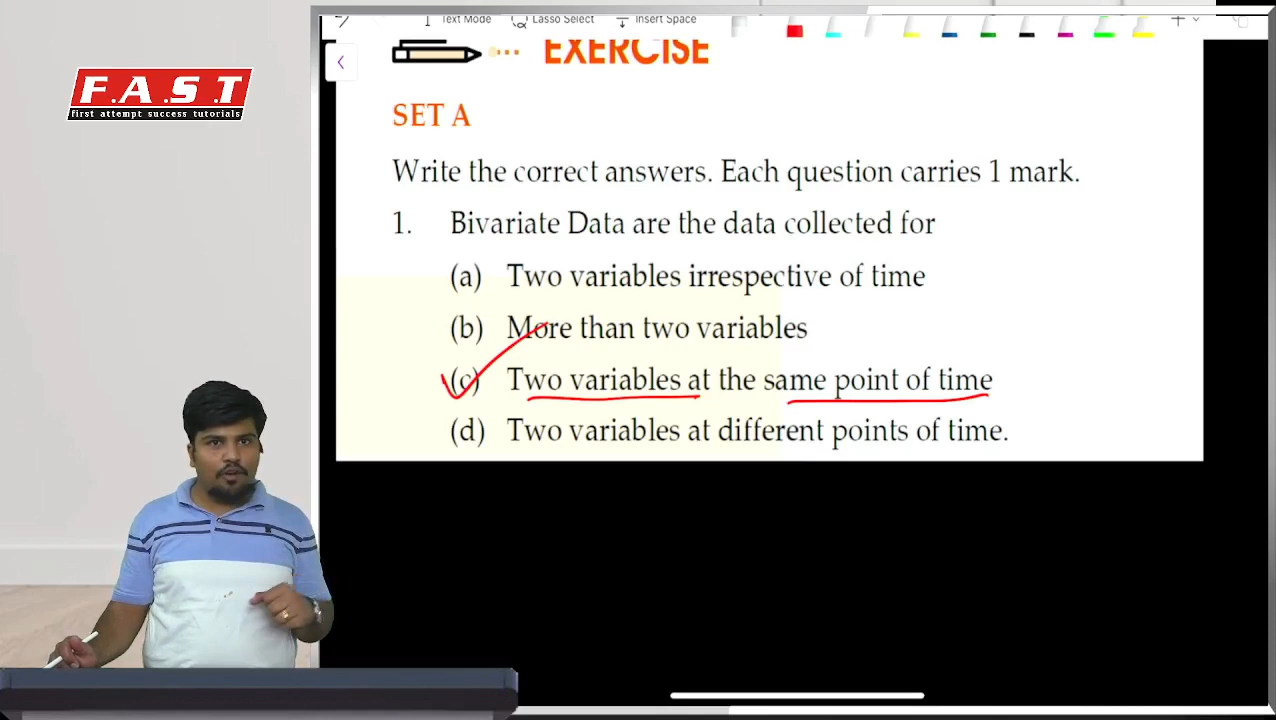 Text Mode
Lasso Select
Insert Space
EXERCISE
F.A.S.T
first attempt success tutorials
SET A
Write the correct answers. Each question carries 1 mark.
1. Bivariate Data are the data collected for
(a) Two variables irrespective of time
(b) More than two variables
(c) Two variables at the same point of time
(d) Two variables at different points of time.